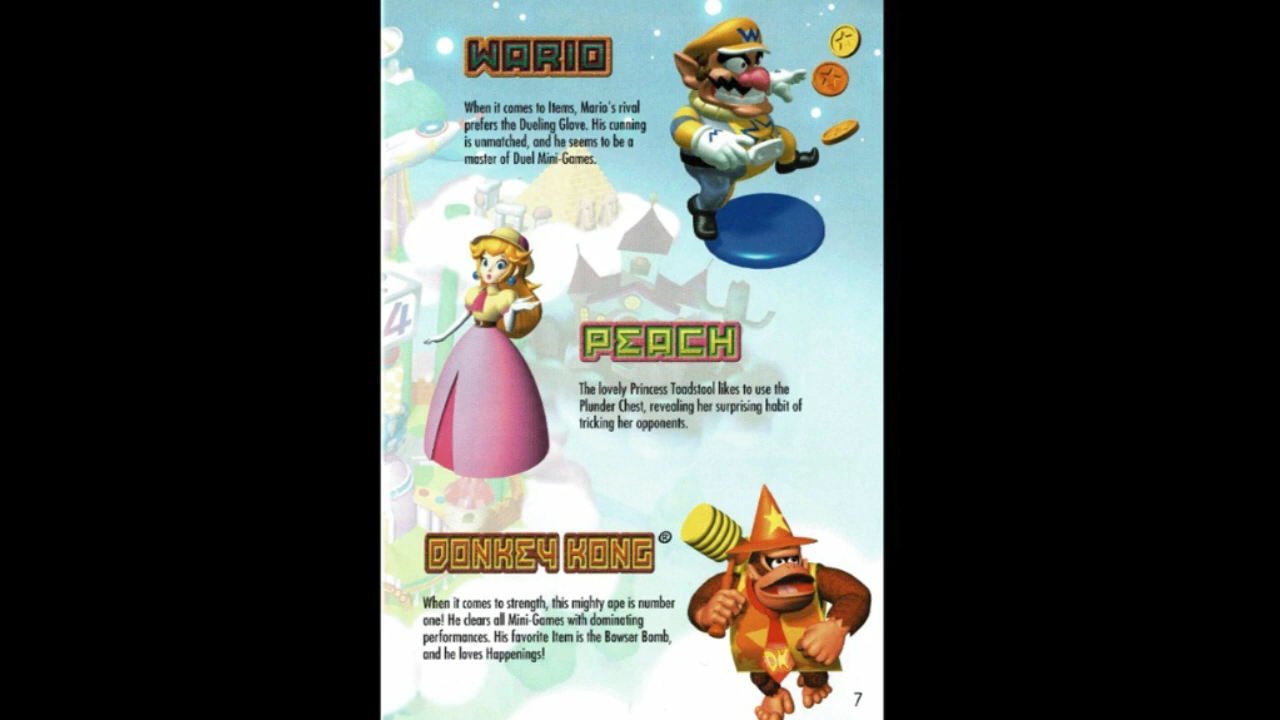 WARIO
When it comes to Items, Mario's rival
prefers the Dueling Glove. His cunning
is unmatched, and he seems to be a
master of Duel Mini-Games.
W
4
PEACH
The lovely Princess Toadstool likes to use the
Plunder Chest, revealing her surprising habit of
tricking her opponents.
DONKEY KONG®
When it comes to strength, this mighty ape is number
one! He clears all Mini-Games with dominating
performances. His favorite Item is the Bowser Bomb,
and he loves Happenings!
DK
7